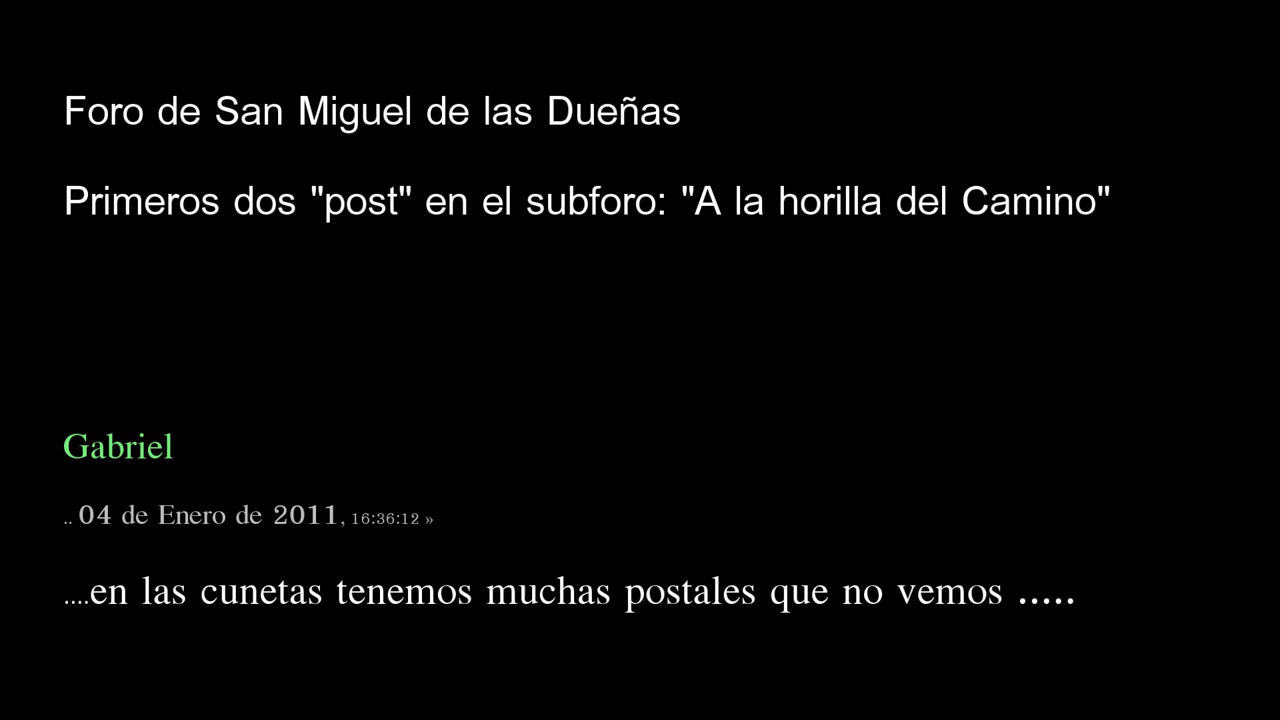 Foro de San Miguel de las Dueñas
Primeros dos "post" en el subforo: "A la horilla del Camino"
Gabriel
.. 04 de Enero de 2011, 16:36:12 »
....en las cunetas tenemos muchas postales que no vemos .....